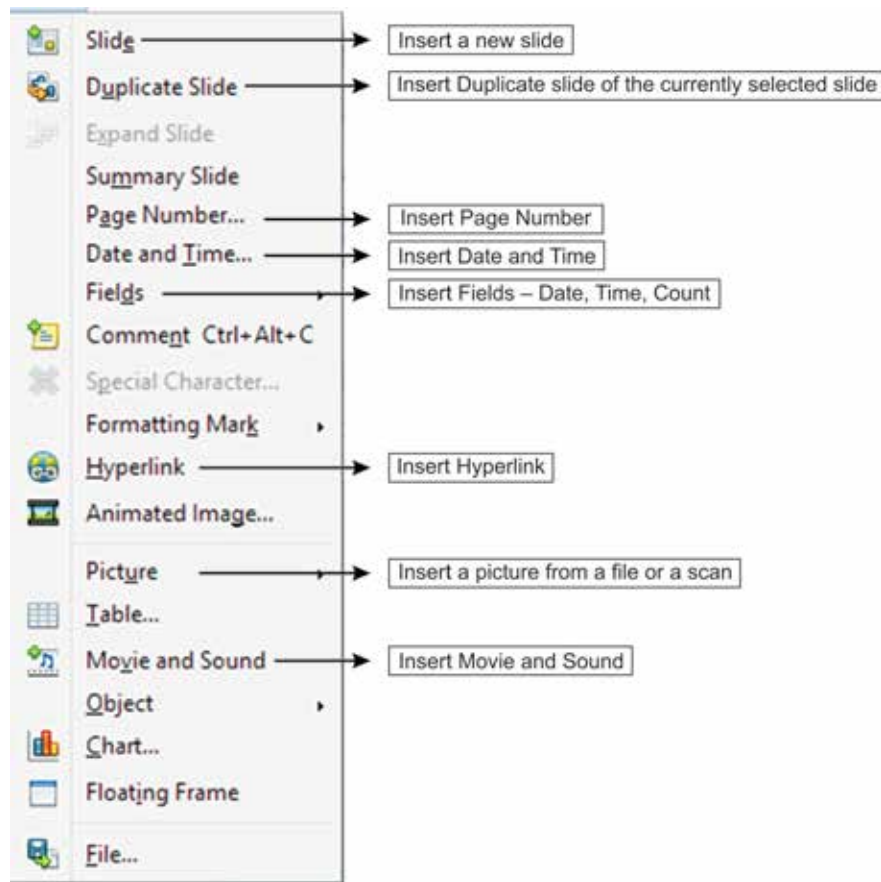 Slide Insert a new slide
Duplicate Slide Insert Duplicate slide of the currently selected slide
Expand Slide
Summary Slide
Page Number... Insert Page Number
Date and Time... Insert Date and Time
Fields Insert Fields – Date, Time, Count
Comment Ctrl+Alt+C
Special Character...
Formatting Mark
Hyperlink Insert Hyperlink
Animated Image...
Picture Insert a picture from a file or a scan
Table...
Movie and Sound Insert Movie and Sound
Object
Chart...
Floating Frame
File...